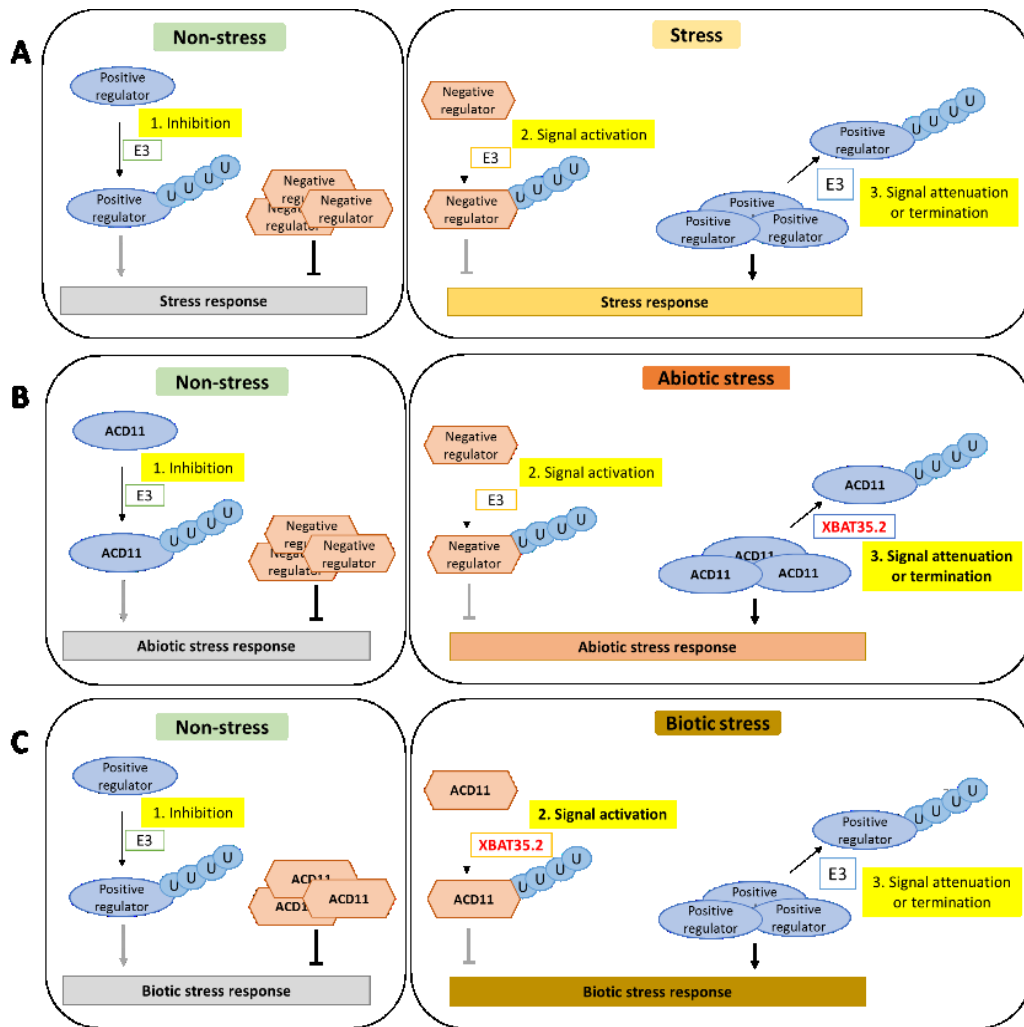 A
Non-stress
Positive
regulator
1. Inhibition
E3
Positive
regulator
U U U U
Negative
regulator
Negative
regulator
Negative
regulator
Stress response
Stress
Negative
regulator
2. Signal activation
E3
Negative
regulator
U U U U
Positive
regulator
U U U U
E3
3. Signal attenuation
or termination
Positive
Positive
regulator
Positive
regulator
Stress response
B
Non-stress
ACD11
1. Inhibition
E3
ACD11
U U U U
Negative
regulator
Negative
regulator
Negative
regulator
Abiotic stress response
Abiotic stress
Negative
regulator
2. Signal activation
E3
Negative
regulator
U U U U
ACD11
U U U U
XBAT35.2
3. Signal attenuation
or termination
ACD11
ACD11
ACD11
Abiotic stress response
C
Non-stress
Positive
regulator
1. Inhibition
E3
Positive
regulator
U U U U
ACD11
ACD11
ACD11
Biotic stress response
Biotic stress
ACD11
2. Signal activation
XBAT35.2
ACD11
U U U U
Positive
regulator
U U U U
E3
3. Signal attenuation
or termination
Positive
Positive
regulator
Positive
regulator
Biotic stress response